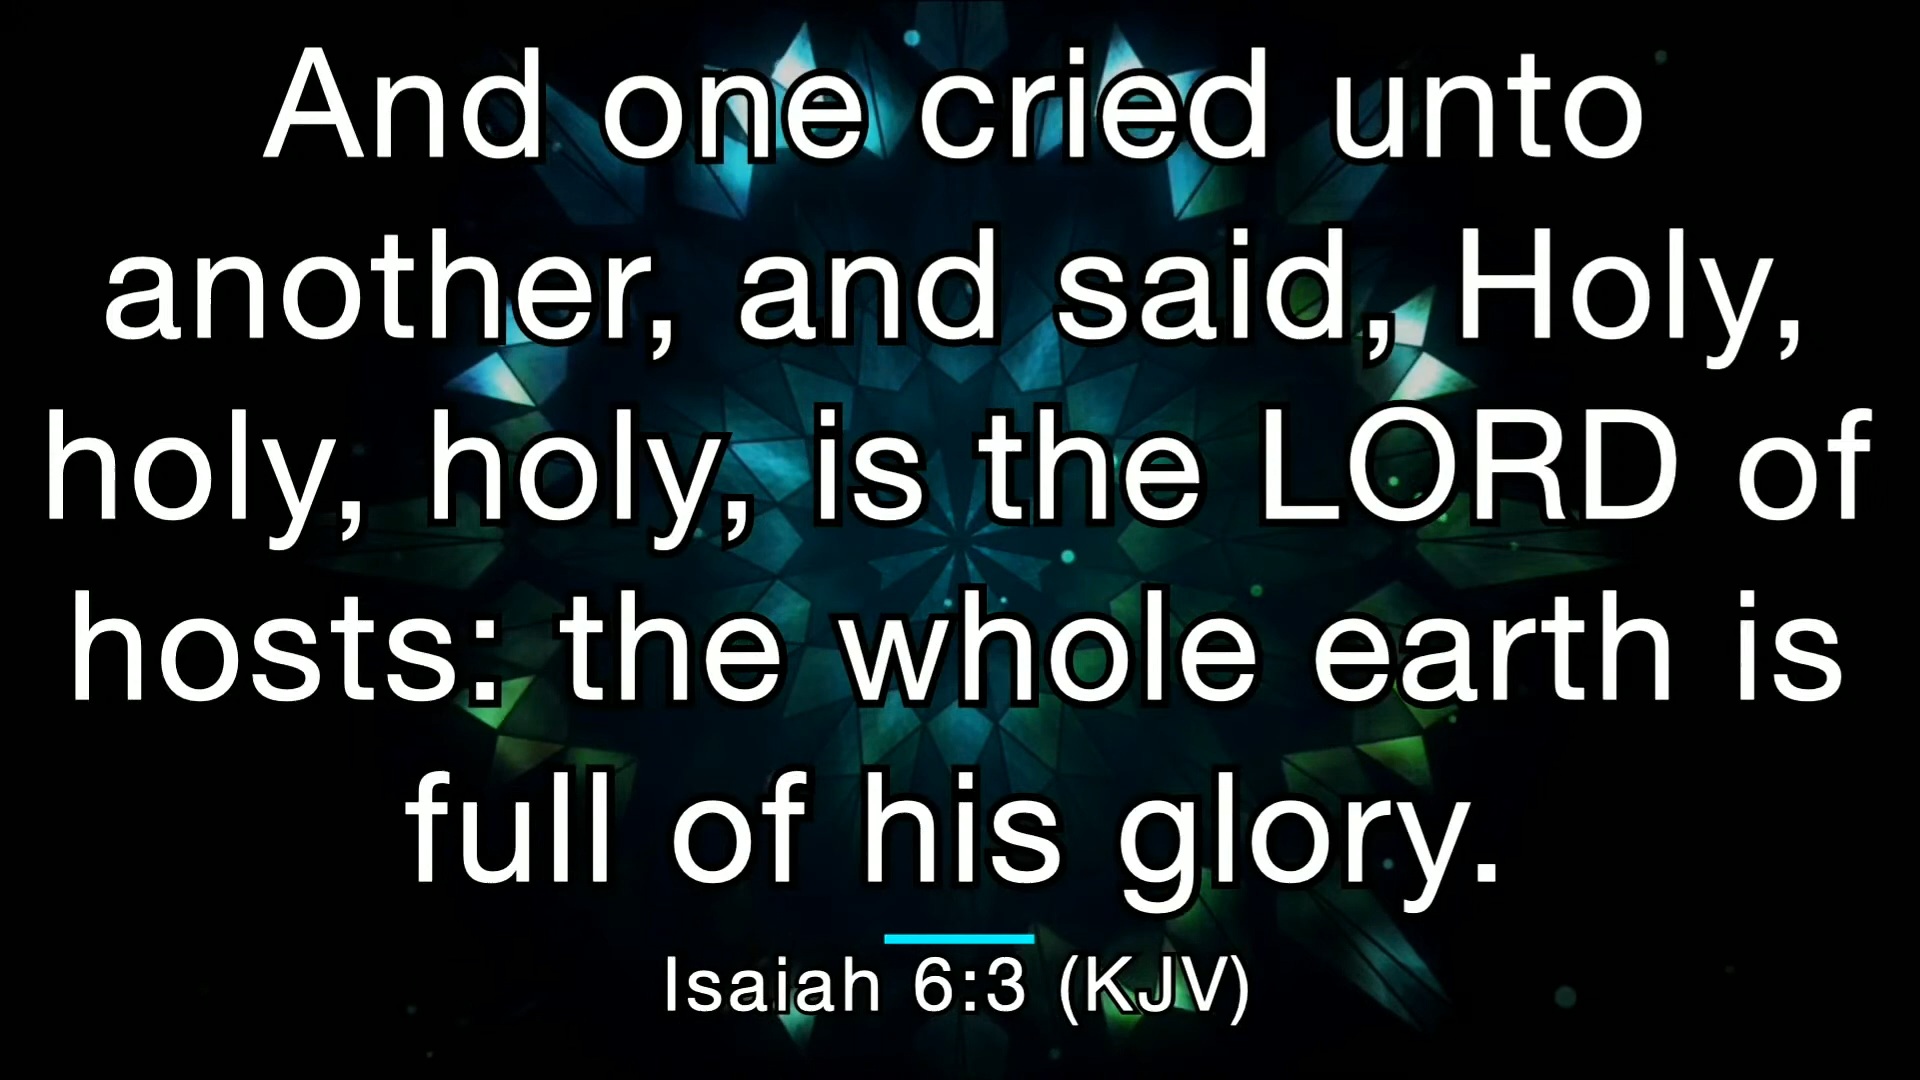 And one cried unto
another, and said, Holy,
holy, holy, is the LORD of
hosts: the whole earth is
full of his glory.
Isaiah 6:3 (KJV)